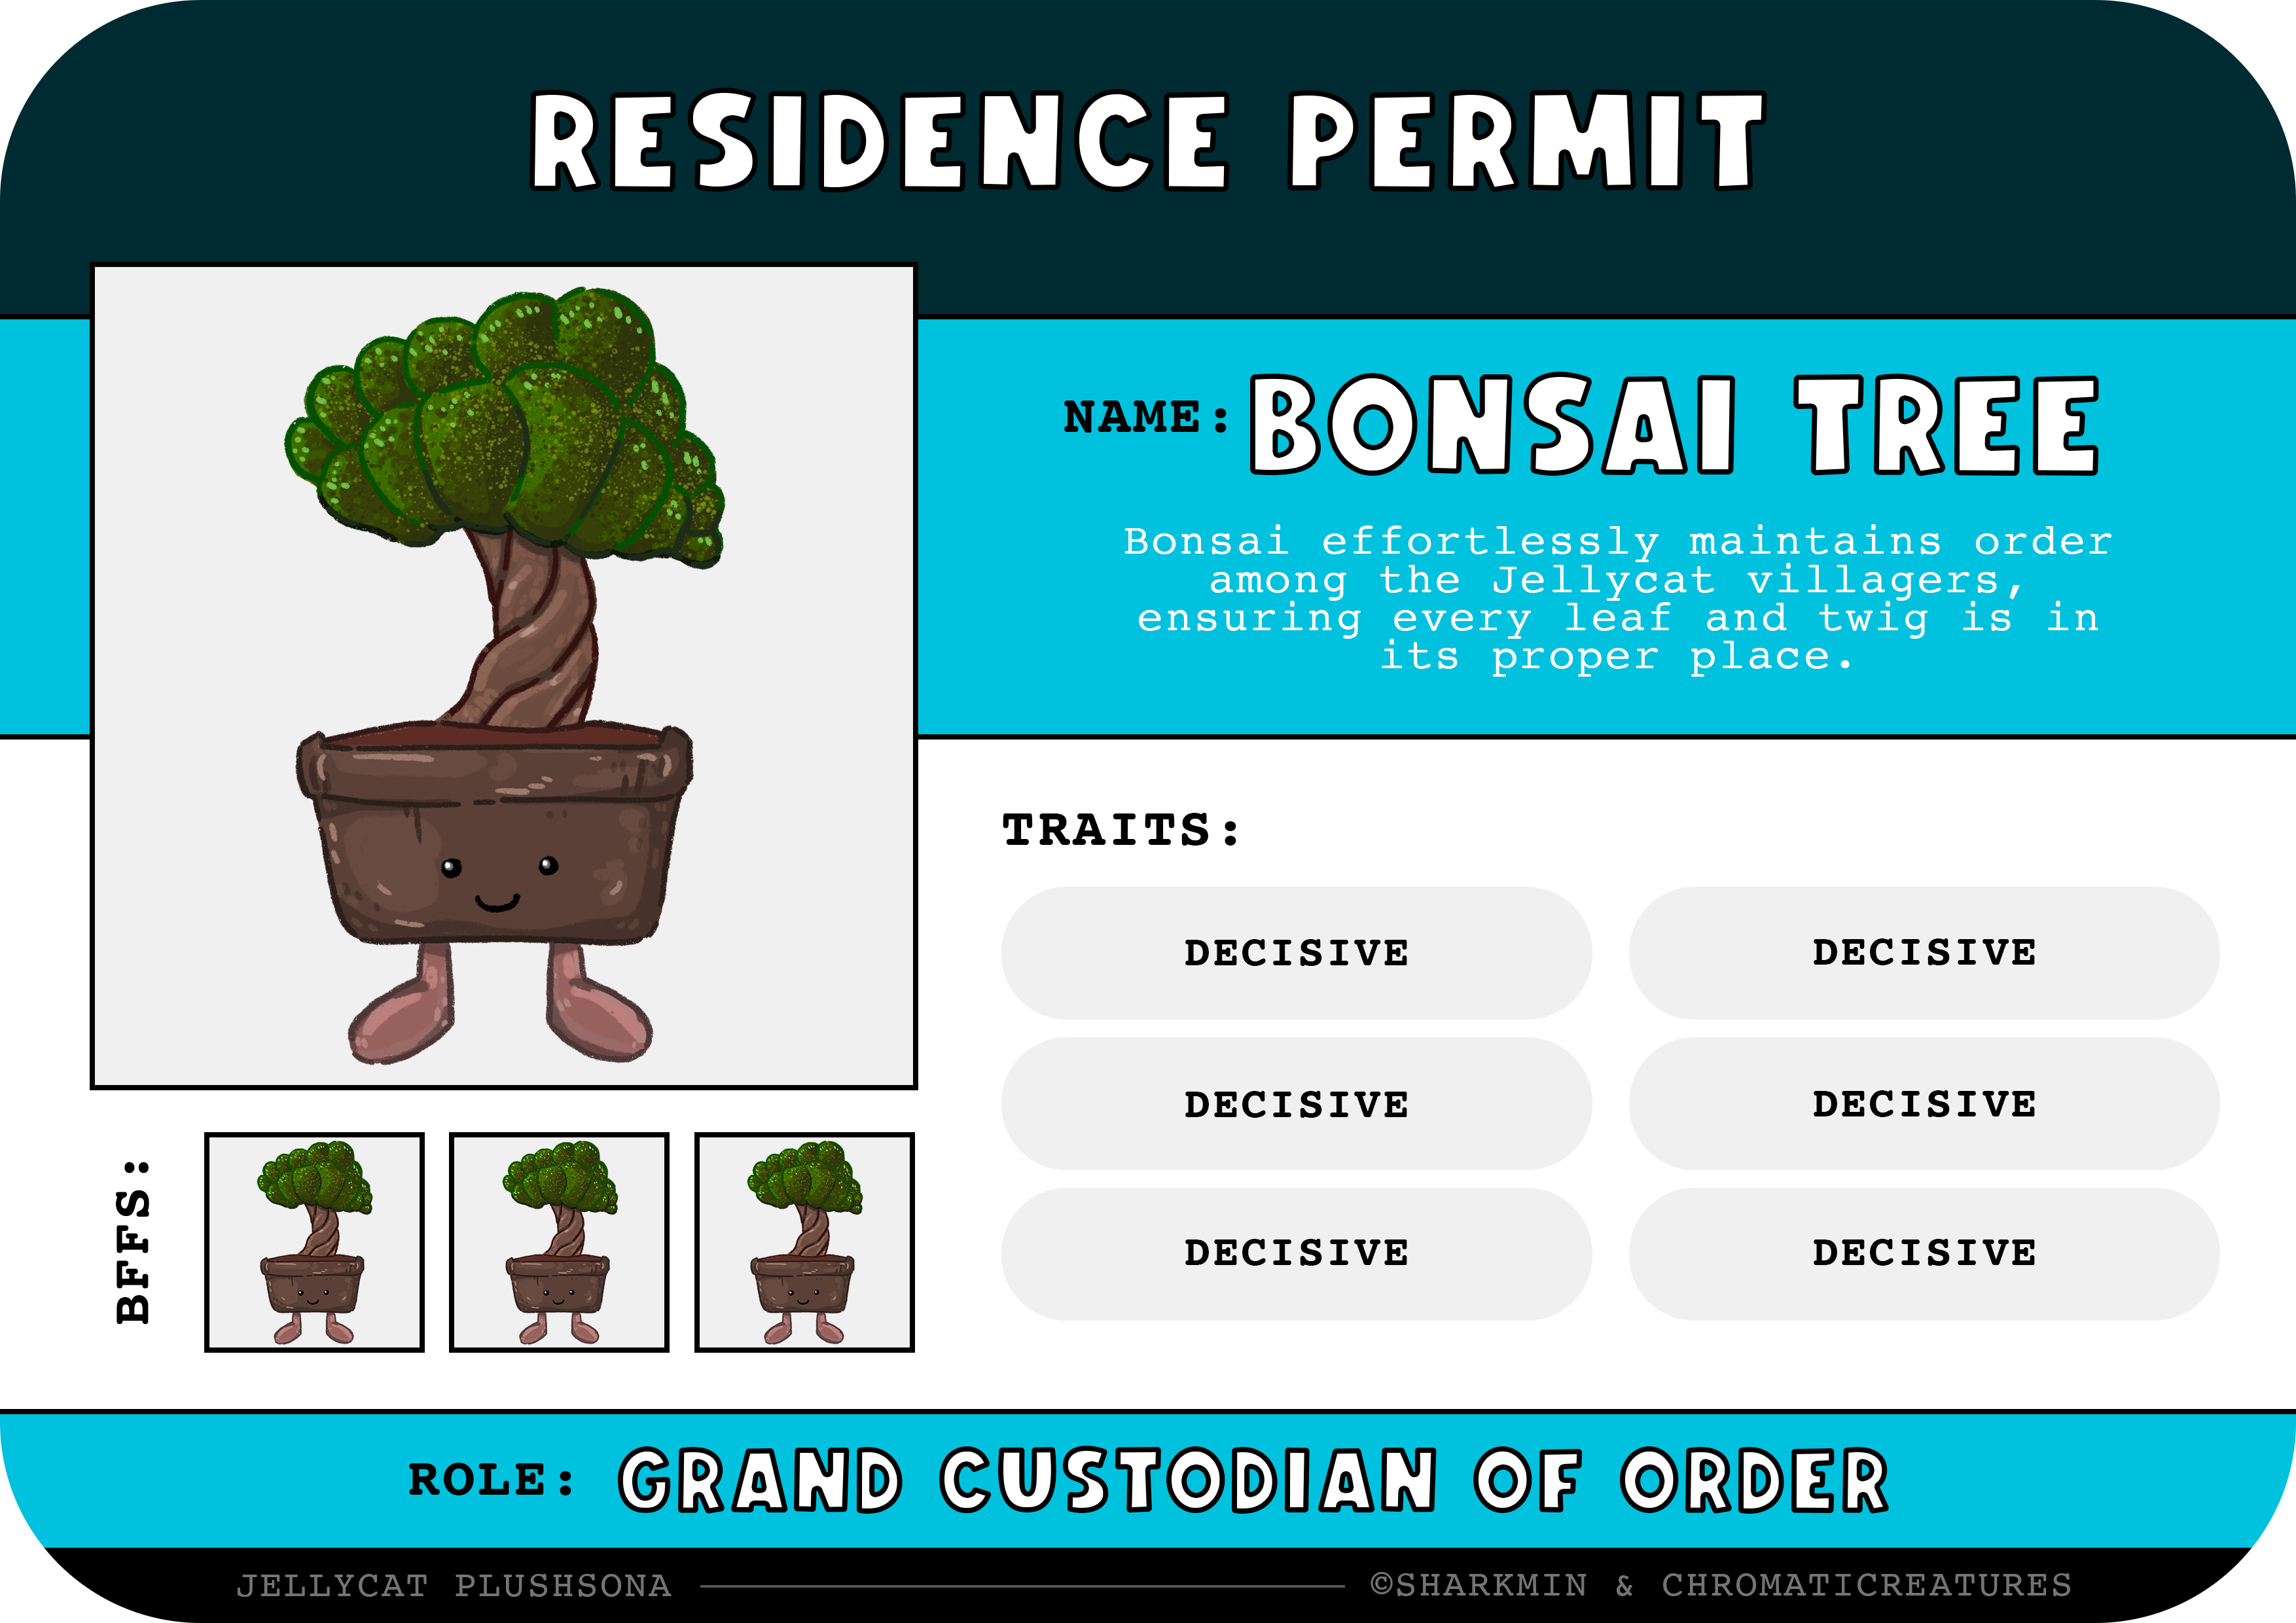 RESIDENCE PERMIT
NAME: BONSAI TREE
Bonsai effortlessly maintains order
among the Jellycat villagers,
ensuring every leaf and twig is in
its proper place.
TRAITS:
DECISIVE
DECISIVE
DECISIVE
DECISIVE
DECISIVE
DECISIVE
BFFS:
ROLE: GRAND CUSTODIAN OF ORDER
JELLYCAT PLUSHSONA
©SHARKMIN & CHROMATICREATURES